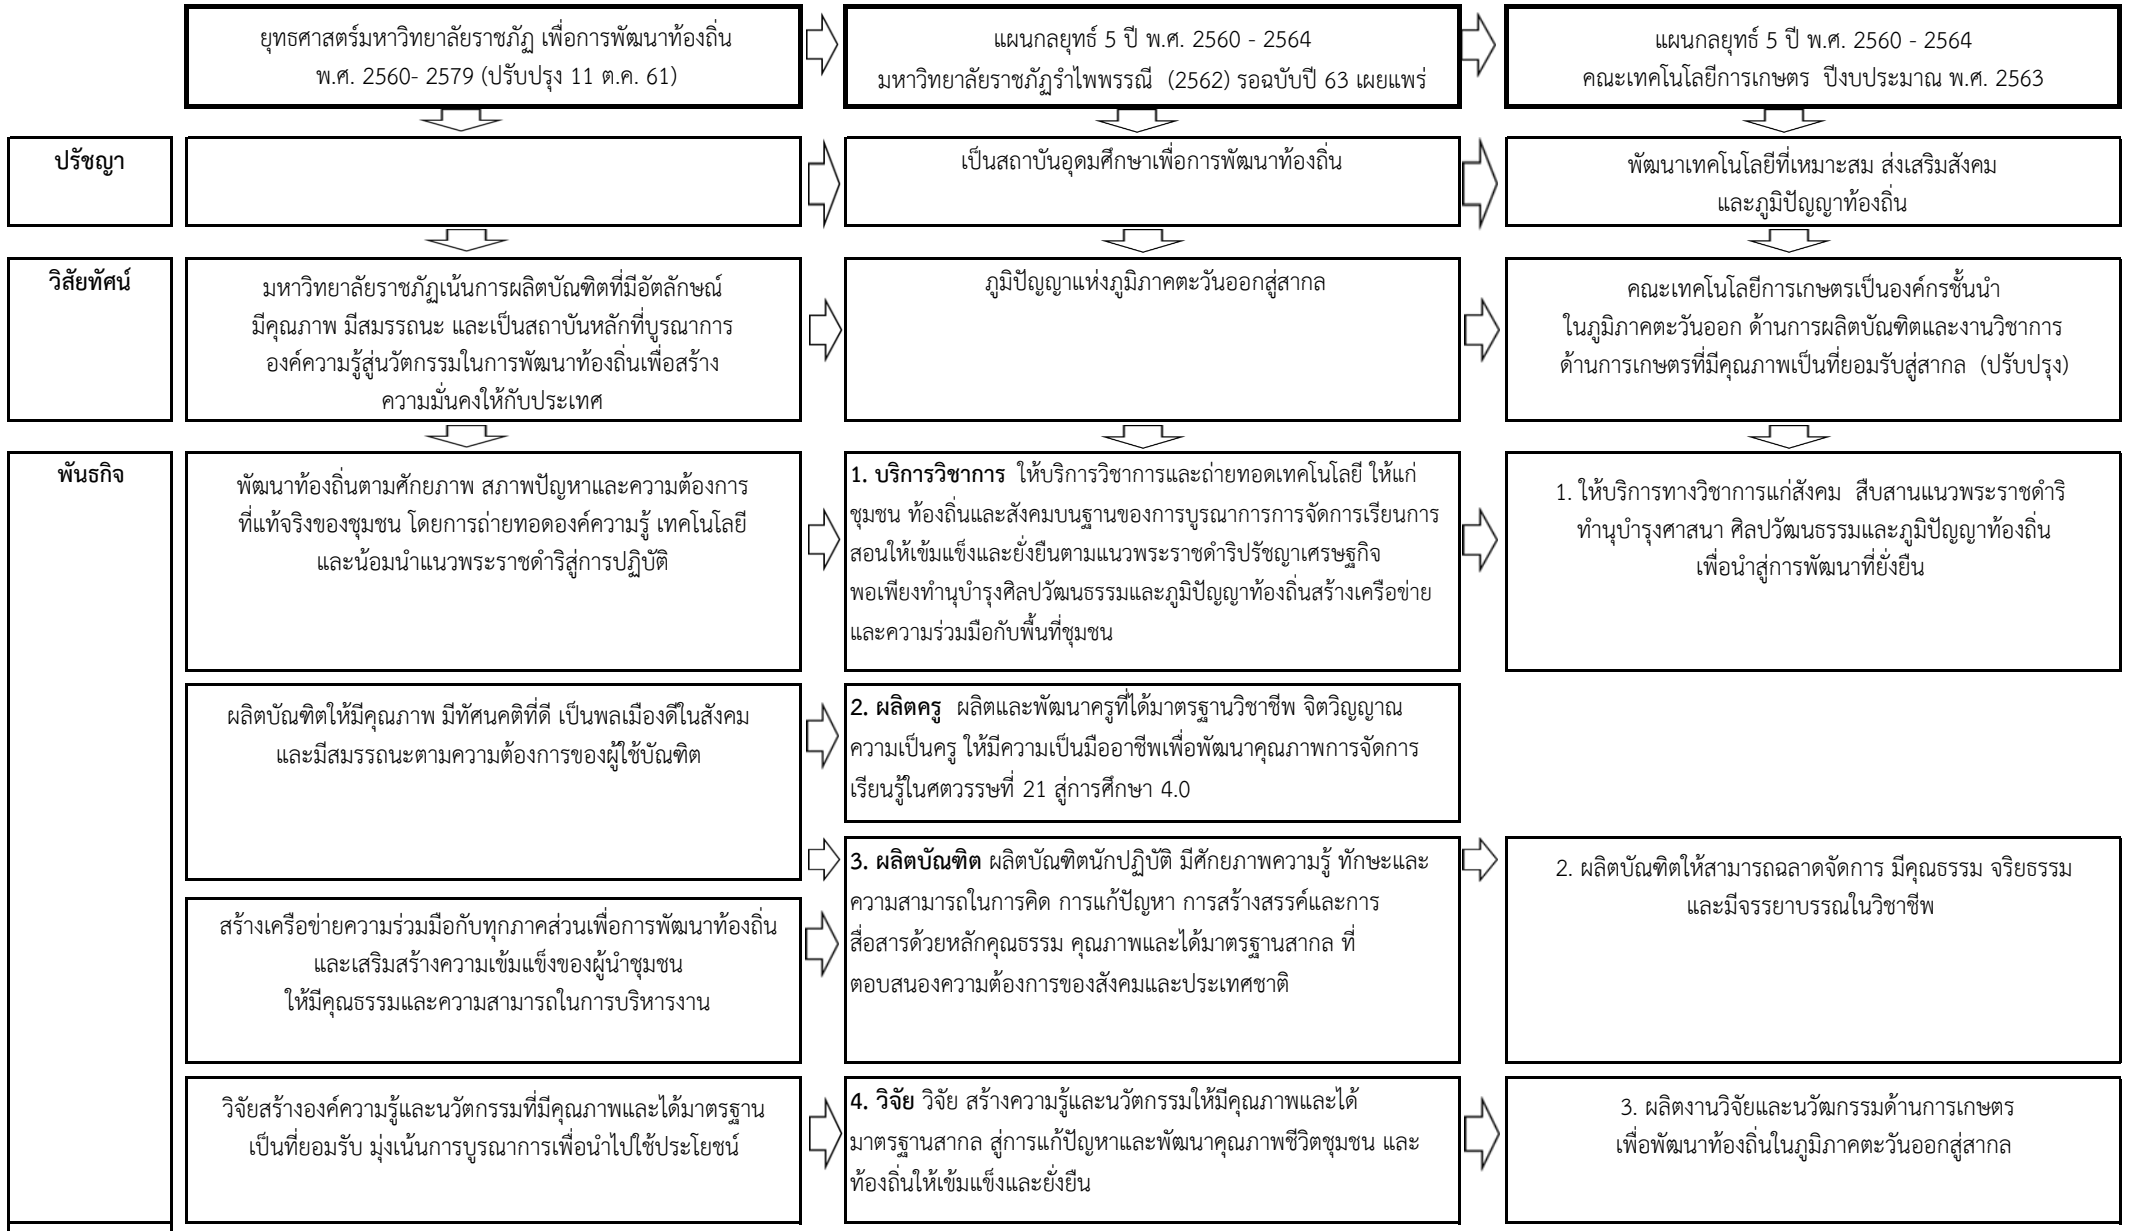 ยุทธศาสตร์มหาวิทยาลัยราชภัฏ เพื่อการพัฒนาท้องถิ่น
พ.ศ. 2560- 2579 (ปรับปรุง 11 ต.ค. 61)
แผนกลยุทธ์ 5 ปี พ.ศ. 2560 - 2564
มหาวิทยาลัยราชภัฏรำไพพรรณี (2562) รอฉบับปี 63 เผยแพร่
แผนกลยุทธ์ 5 ปี พ.ศ. 2560 - 2564
คณะเทคโนโลยีการเกษตร ปีงบประมาณ พ.ศ. 2563
ปรัชญา
เป็นสถาบันอุดมศึกษาเพื่อการพัฒนาท้องถิ่น
พัฒนาเทคโนโลยีที่เหมาะสม ส่งเสริมสังคม
และภูมิปัญญาท้องถิ่น
วิสัยทัศน์
มหาวิทยาลัยราชภัฏเน้นการผลิตบัณฑิตที่มีอัตลักษณ์
มีคุณภาพ มีสมรรถนะ และเป็นสถาบันหลักที่บูรณาการ
องค์ความรู้สู่นวัตกรรมในการพัฒนาท้องถิ่นเพื่อสร้าง
ความมั่นคงให้กับประเทศ
ภูมิปัญญาแห่งภูมิภาคตะวันออกสู่สากล
คณะเทคโนโลยีการเกษตรเป็นองค์กรชั้นนำ
ในภูมิภาคตะวันออก ด้านการผลิตบัณฑิตและงานวิชาการ
ด้านการเกษตรที่มีคุณภาพเป็นที่ยอมรับสู่สากล (ปรับปรุง)
พันธกิจ
พัฒนาท้องถิ่นตามศักยภาพ สภาพปัญหาและความต้องการ
ที่แท้จริงของชุมชน โดยการถ่ายทอดองค์ความรู้ เทคโนโลยี
และน้อมนำแนวพระราชดำริสู่การปฏิบัติ
1. บริการวิชาการ ให้บริการวิชาการและถ่ายทอดเทคโนโลยี ให้แก่
ชุมชน ท้องถิ่นและสังคมบนฐานของการบูรณาการการจัดการเรียนการ
สอนให้เข้มแข็งและยั่งยืนตามแนวพระราชดำริปรัชญาเศรษฐกิจ
พอเพียงทำนุบำรุงศิลปวัฒนธรรมและภูมิปัญญาท้องถิ่นสร้างเครือข่าย
และความร่วมมือกับพื้นที่ชุมชน
1. ให้บริการทางวิชาการแก่สังคม สืบสานแนวพระราชดำริ
ทำนุบำรุงศาสนา ศิลปวัฒนธรรมและภูมิปัญญาท้องถิ่น
เพื่อนำสู่การพัฒนาที่ยั่งยืน
ผลิตบัณฑิตให้มีคุณภาพ มีทัศนคติที่ดี เป็นพลเมืองดีในสังคม
และมีสมรรถนะตามความต้องการของผู้ใช้บัณฑิต
2. ผลิตครู ผลิตและพัฒนาครูที่ได้มาตรฐานวิชาชีพ จิตวิญญาณ
ความเป็นครู ให้มีความเป็นมืออาชีพเพื่อพัฒนาคุณภาพการจัดการ
เรียนรู้ในศตวรรษที่ 21 สู่การศึกษา 4.0
3. ผลิตบัณฑิต ผลิตบัณฑิตนักปฏิบัติ มีศักยภาพความรู้ ทักษะและ
ความสามารถในการคิด การแก้ปัญหา การสร้างสรรค์และการ
สื่อสารด้วยหลักคุณธรรม คุณภาพและได้มาตรฐานสากล ที่
ตอบสนองความต้องการของสังคมและประเทศชาติ
2. ผลิตบัณฑิตให้สามารถฉลาดจัดการ มีคุณธรรม จริยธรรม
และมีจรรยาบรรณในวิชาชีพ
สร้างเครือข่ายความร่วมมือกับทุกภาคส่วนเพื่อการพัฒนาท้องถิ่น
และเสริมสร้างความเข้มแข็งของผู้นำชุมชน
ให้มีคุณธรรมและความสามารถในการบริหารงาน
วิจัยสร้างองค์ความรู้และนวัตกรรมที่มีคุณภาพและได้มาตรฐาน
เป็นที่ยอมรับ มุ่งเน้นการบูรณาการเพื่อนำไปใช้ประโยชน์
4. วิจัย วิจัย สร้างความรู้และนวัตกรรมให้มีคุณภาพและได้
มาตรฐานสากล สู่การแก้ปัญหาและพัฒนาคุณภาพชีวิตชุมชน และ
ท้องถิ่นให้เข้มแข็งและยั่งยืน
3. ผลิตงานวิจัยและนวัฒกรรมด้านการเกษตร
เพื่อพัฒนาท้องถิ่นในภูมิภาคตะวันออกสู่สากล